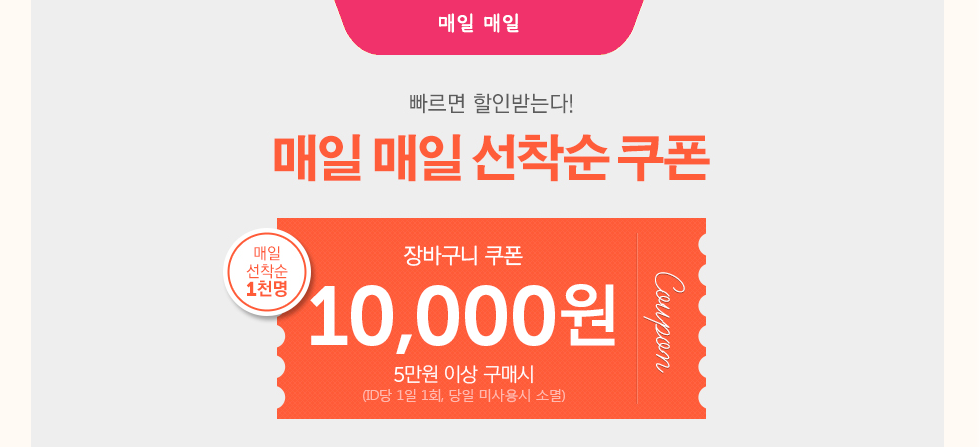 매일 매일
빠르면 할인받는다!
매일 매일 선착순 쿠폰
매일
선착순
1천명
장바구니 쿠폰
10,000원
5만원 이상 구매시
(ID당 1일 1회, 당일 미사용시 소멸)
Coupon